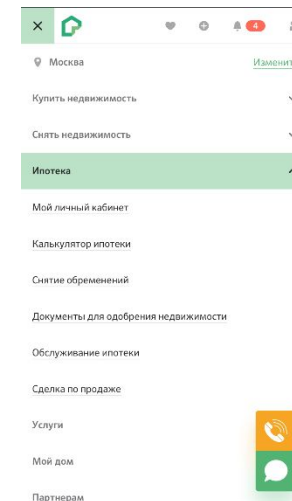 4
Москва
Изменит
Купить недвижимость
Снять недвижимость
Ипотека
Мой личный кабинет
Калькулятор ипотеки
Снятие обременений
Документы для одобрения недвижимости
Обслуживание ипотеки
Сделка по продаже
Услуги
Мой дом
Партнерам